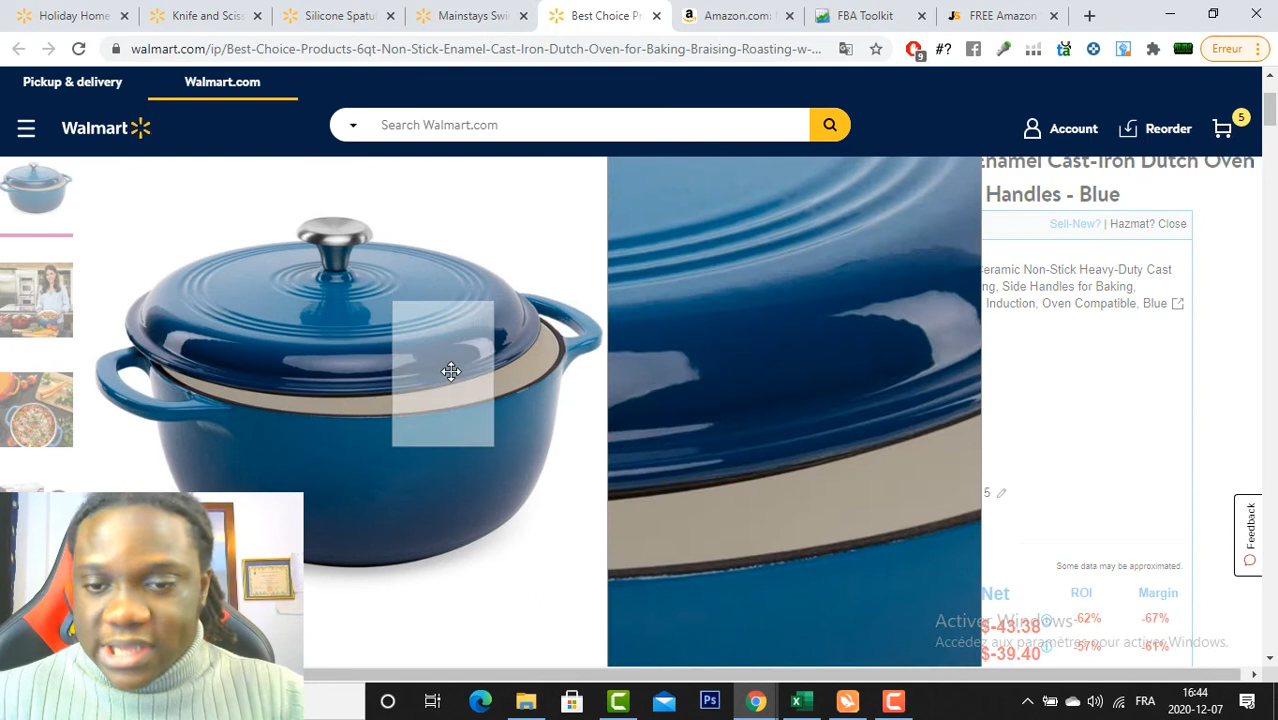 Holiday Home
Knife and Sciss
Silicone Spatu
Mainstays Swi
Best Choice Pr
Amazon.com:
FBA Toolkit
FREE Amazon
walmart.com/ip/Best-Choice-Products-6qt-Non-Stick-Enamel-Cast-Iron-Dutch-Oven-for-Baking-Braising-Roasting-w-...
9
#?
Erreur
Pickup & delivery
Walmart.com
Walmart
Search Walmart.com
Account
Reorder
5
Enamel Cast-Iron Dutch Oven
Handles - Blue
Sell-New? | Hazmat? Close
Ceramic Non-Stick Heavy-Duty Cast
ng, Side Handles for Baking,
Induction, Oven Compatible, Blue
5
Feedback
Some data may be approximated.
Net ROI Margin
$-43.38 -62% -67%
$-39.40 -57% -61%
Activer Windows
Accédez aux paramètres pour activer Windows.
Ps
FRA
16:44
2020-12-07